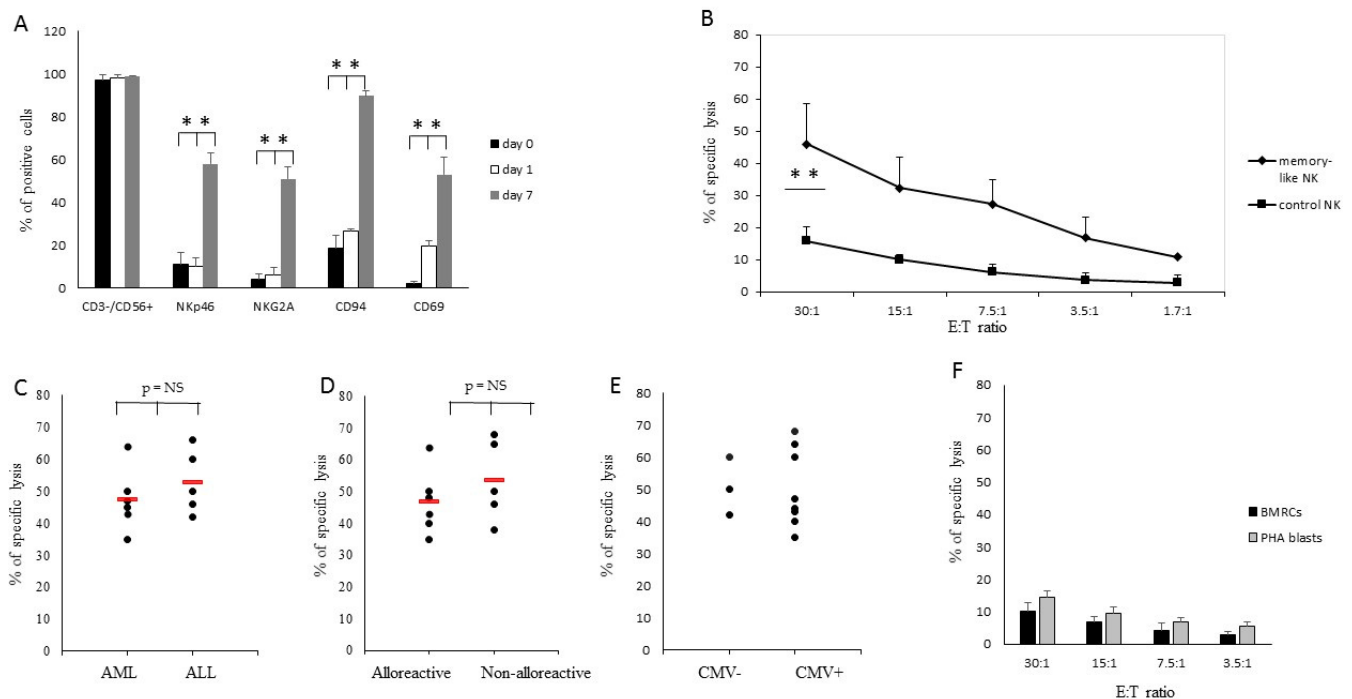 A
120
100
80
60
40
20
0
% of positive cells
* *
* *
* *
* *
CD3-/CD56+ NKp46 NKG2A CD94 CD69
day 0
day 1
day 7
B
80
70
60
50
40
30
20
10
0
% of specific lysis
* *
30:1 15:1 7.5:1 3.5:1 1.7:1
E:T ratio
memory-
like NK
control NK
C
p = NS
80
70
60
50
40
30
20
10
0
% of specific lysis
AML ALL
D
p = NS
80
70
60
50
40
30
20
10
0
% of specific lysis
Alloreactive Non-alloreactive
E
80
70
60
50
40
30
20
10
0
% of specific lysis
CMV- CMV+
F
80
70
60
50
40
30
20
10
0
% of specific lysis
30:1 15:1 7.5:1 3.5:1
E:T ratio
BMRCs
PHA blasts